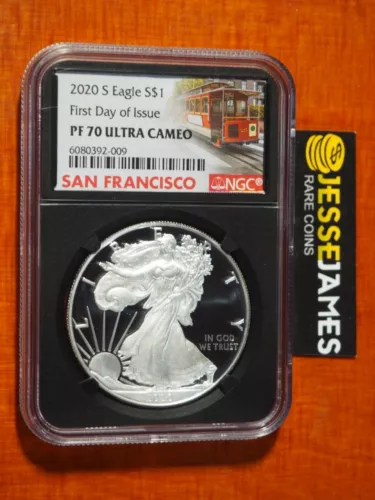 2020 S Eagle S$1
First Day of Issue
PF 70 ULTRA CAMEO
6080392-009
SAN FRANCISCO
NGC
LIBERTY
IN GOD
WE TRUST
JESSE JAMES
RARE COINS